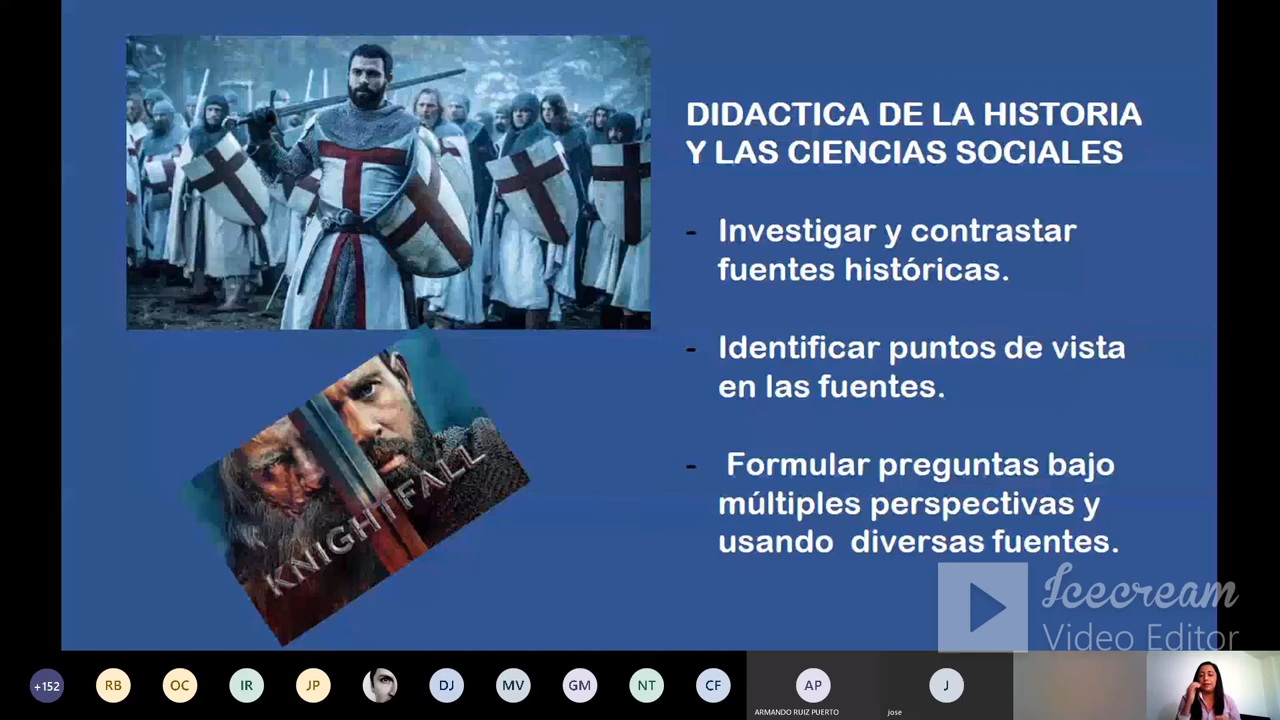 DIDACTICA DE LA HISTORIA
Y LAS CIENCIAS SOCIALES
- Investigar y contrastar
fuentes históricas.
- Identificar puntos de vista
en las fuentes.
- Formular preguntas bajo
múltiples perspectivas y
usando diversas fuentes.
KNIGHTFALL
Icecream
Video Editor
+152
RB
OC
IR
JP
DJ
MV
GM
NT
CF
AP
J
ARMANDO RUIZ PUERTO
jose